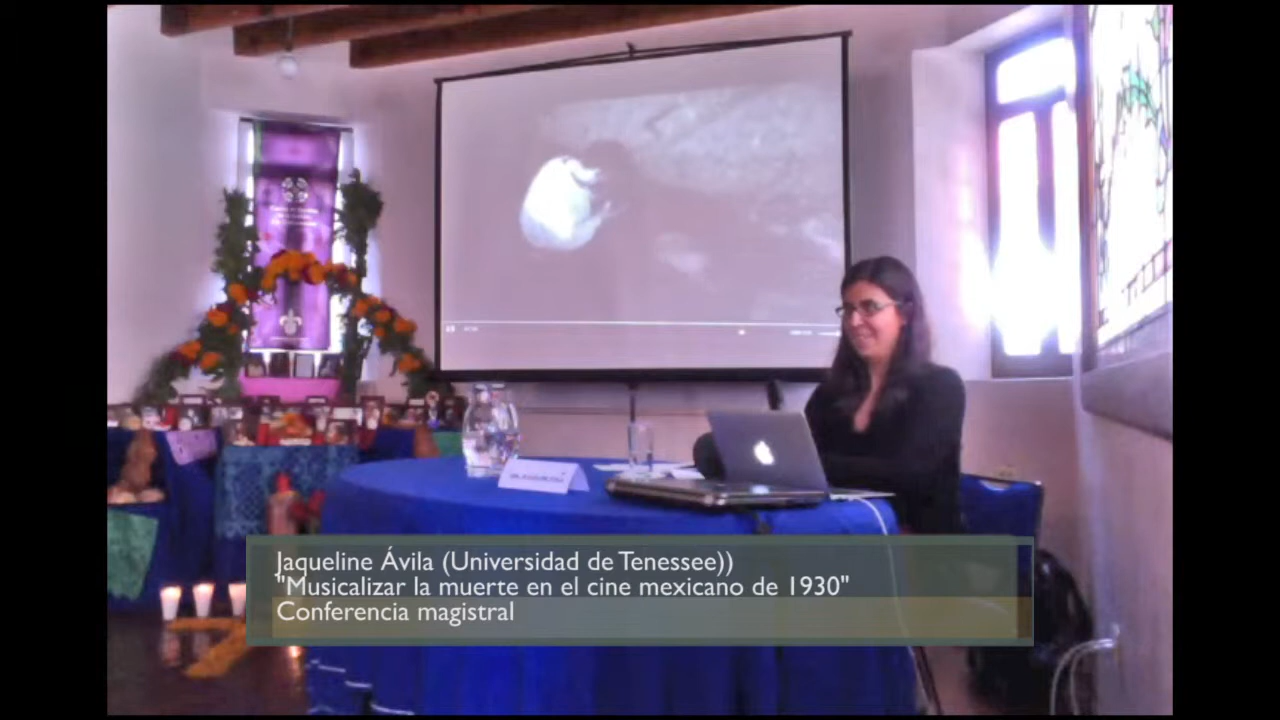 Jaqueline Ávila (Universidad de Tenessee))
"Musicalizar la muerte en el cine mexicano de 1930"
Conferencia magistral